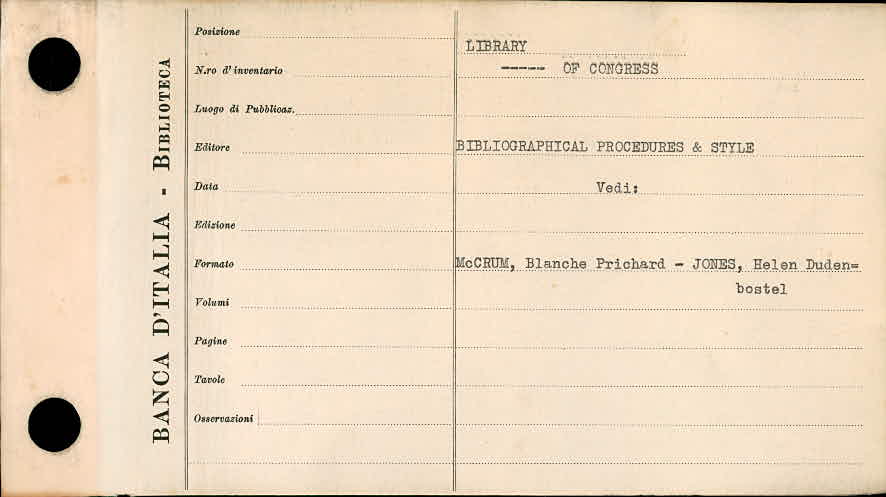 BANCA D'ITALIA - BIBLIOTECA
Posizione
N.ro d'inventario
Luogo di Pubblicaz.
Editore
Data
Edizione
Formato
Volumi
Pagine
Tavole
Osservazioni
LIBRARY
---- OF CONGRESS
BIBLIOGRAPHICAL PROCEDURES & STYLE
Vedi:
McCRUM, Blanche Prichard - JONES, Helen Duden=
bostel